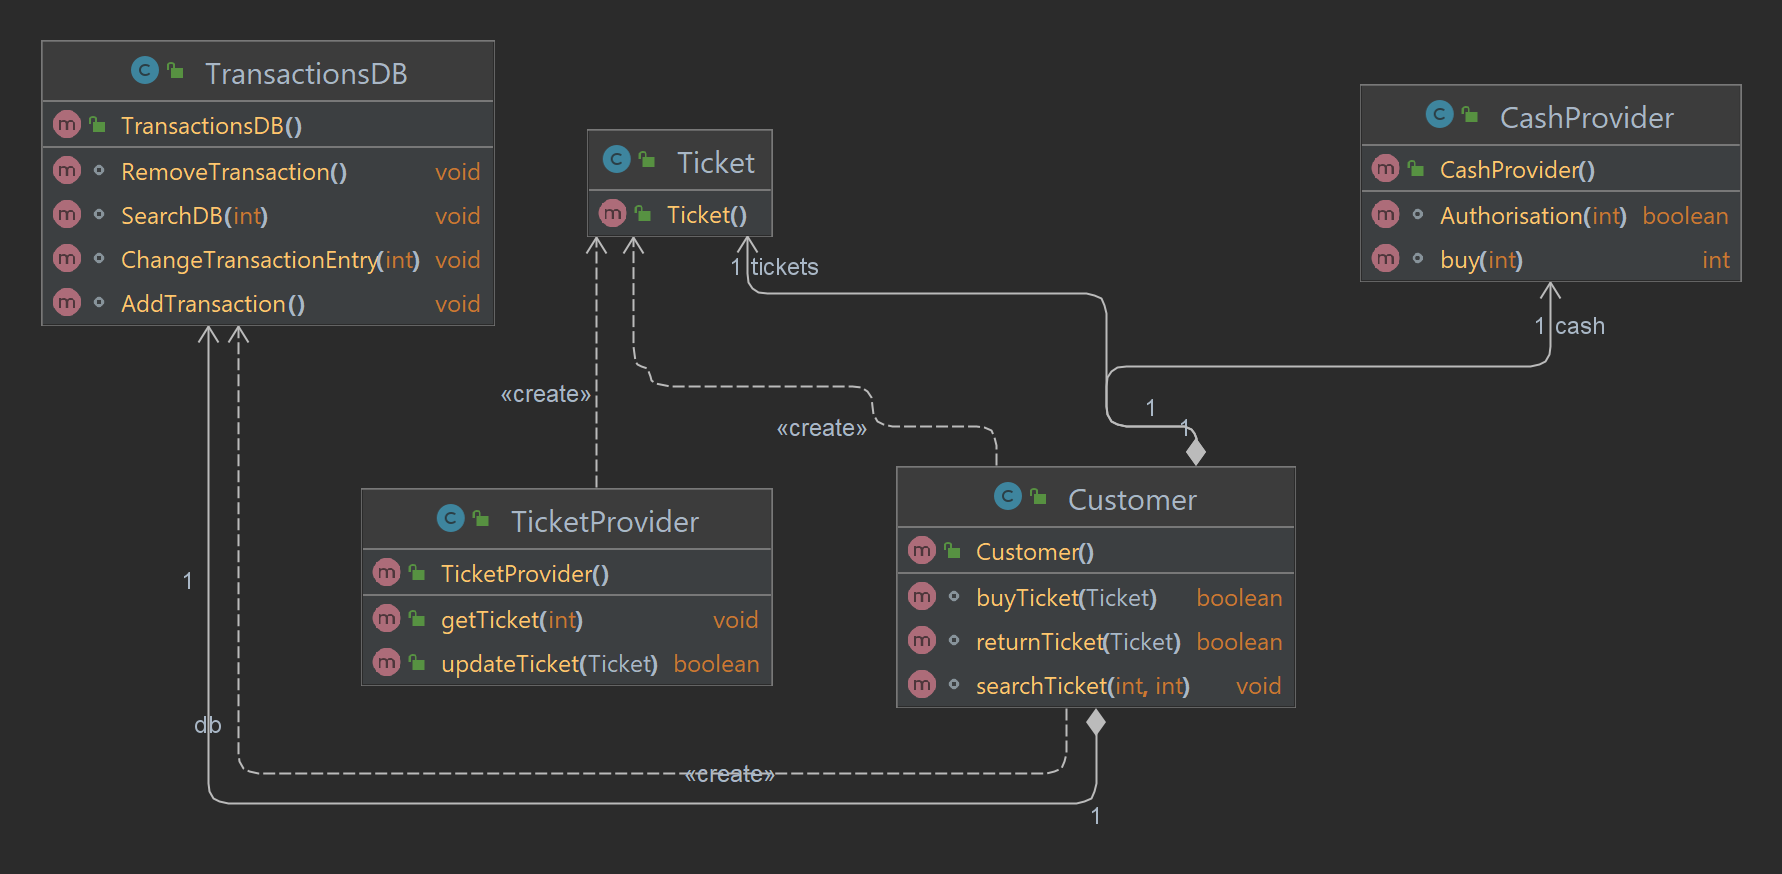 TransactionsDB
TransactionsDB()
RemoveTransaction() void
SearchDB(int) void
ChangeTransactionEntry(int) void
AddTransaction() void
Ticket
Ticket()
CashProvider
CashProvider()
Authorisation(int) boolean
buy(int) int
1 tickets
1 cash
«create»
1
1
«create»
TicketProvider
TicketProvider()
getTicket(int) void
updateTicket(Ticket) boolean
Customer
Customer()
buyTicket(Ticket) boolean
returnTicket(Ticket) boolean
searchTicket(int, int) void
1
db
«create»
1